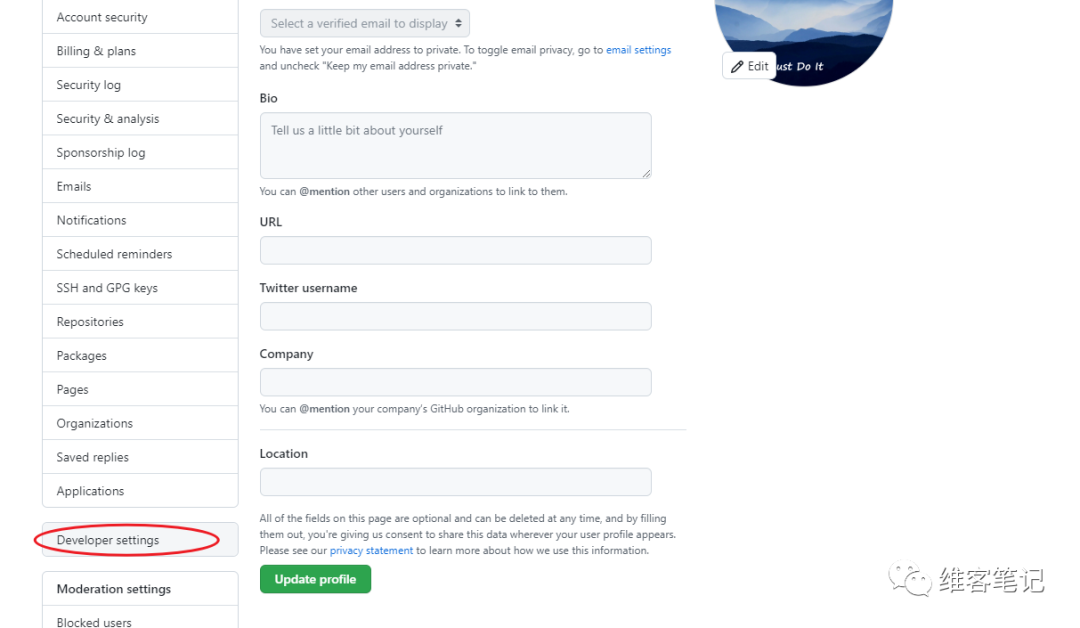 Account security
Billing & plans
Security log
Security & analysis
Sponsorship log
Emails
Notifications
Scheduled reminders
SSH and GPG keys
Repositories
Packages
Pages
Organizations
Saved replies
Applications
Developer settings
Moderation settings
Blocked users
Select a verified email to display
You have set your email address to private. To toggle email privacy, go to email settings
and uncheck "Keep my email address private."
Bio
Tell us a little bit about yourself
You can @mention other users and organizations to link to them.
URL
Twitter username
Company
You can @mention your company's GitHub organization to link it.
Location
All of the fields on this page are optional and can be deleted at any time, and by filling
them out, you're giving us consent to share this data wherever your user profile appears.
Please see our privacy statement to learn more about how we use this information.
Update profile
Edit
ust Do It
维客笔记